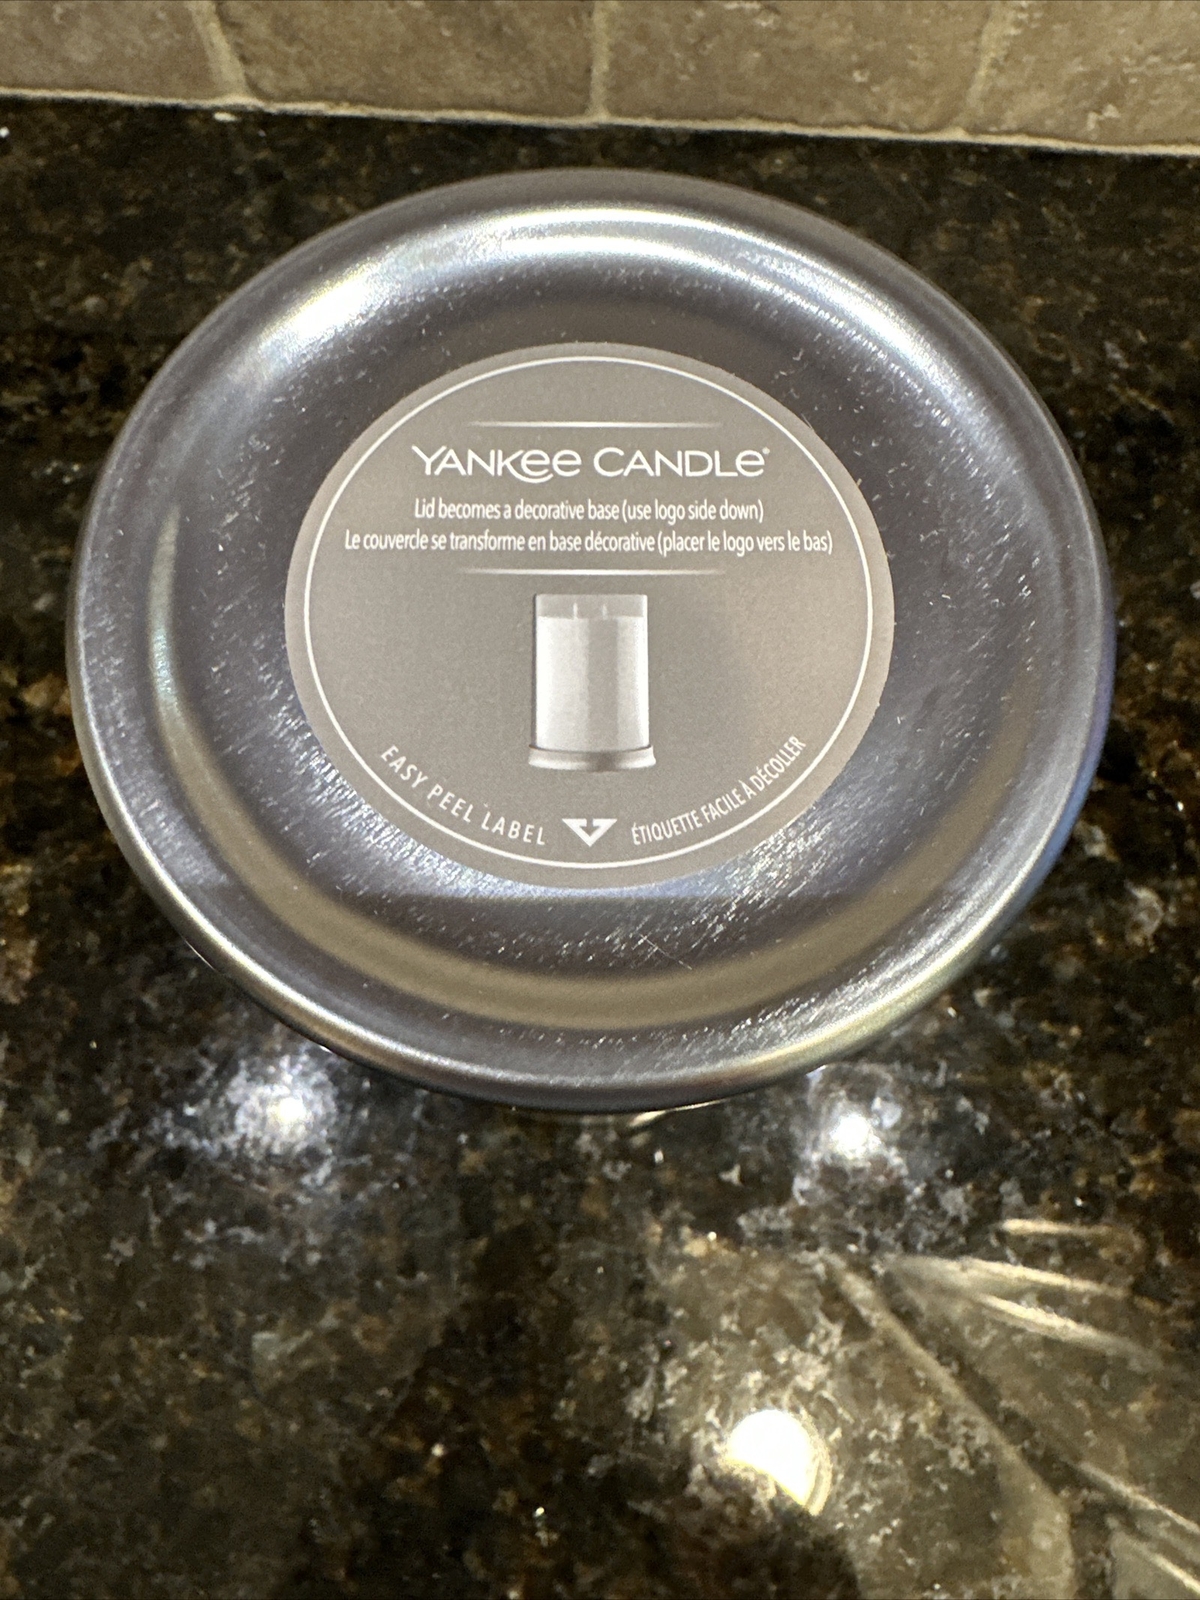 YANKEE CANDLE®
Lid becomes a decorative base (use logo side down)
Le couvercle se transforme en base décorative (placer le logo vers le bas)
EASY PEEL LABEL
ÉTIQUETTE FACILE À DÉCOLLER